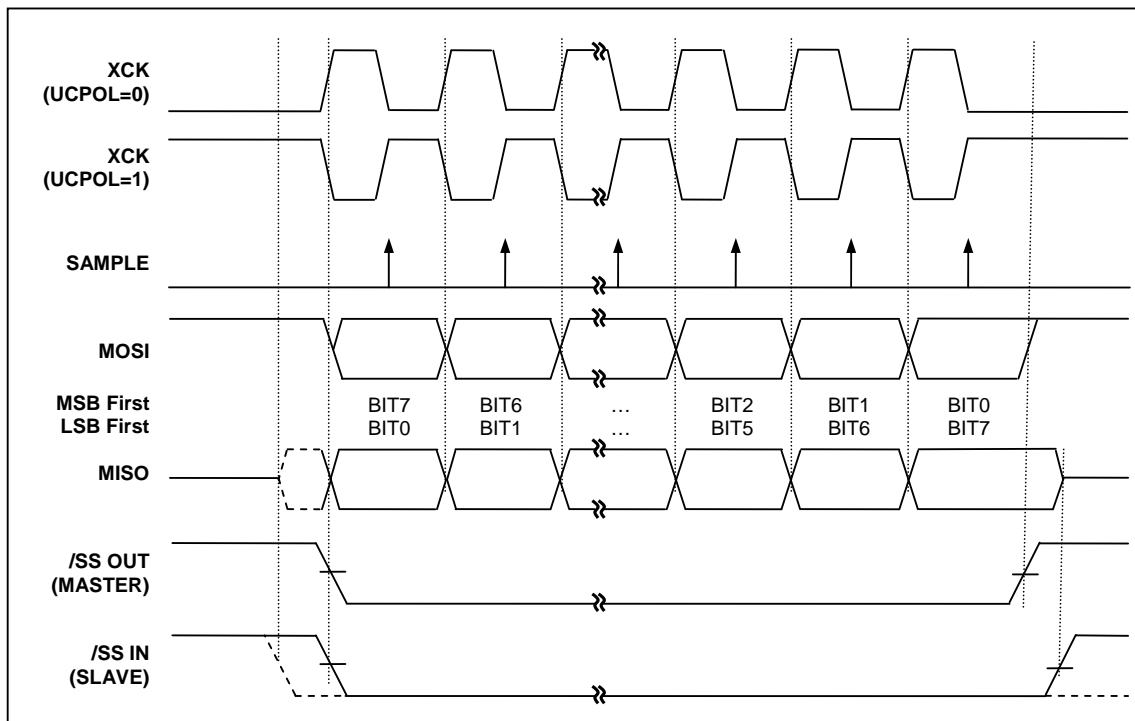 XCK
(UCPOL=0)
XCK
(UCPOL=1)
SAMPLE
MOSI
MSB First BIT7 BIT6 ... BIT2 BIT1 BIT0
LSB First BIT0 BIT1 ... BIT5 BIT6 BIT7
MISO
/SS OUT
(MASTER)
/SS IN
(SLAVE)